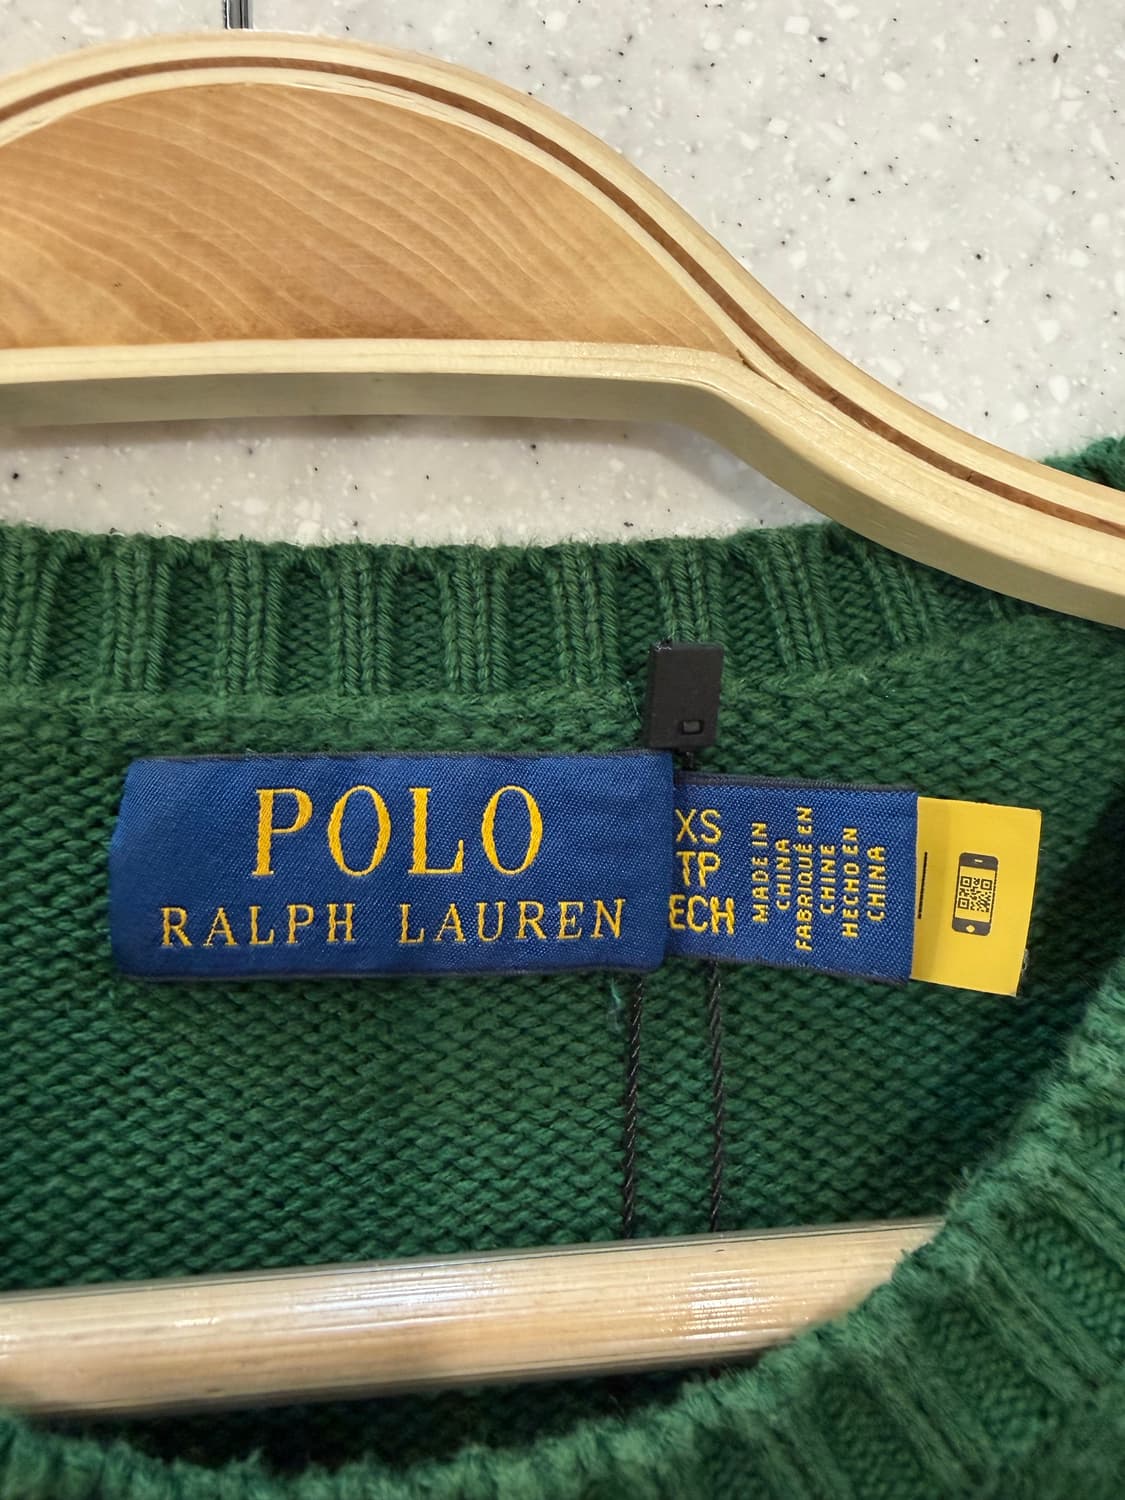 POLO
RALPH LAUREN
XS
TP
ECH
MADE IN
CHINA
FABRIQUÉ EN
CHINE
HECHO EN
CHINA